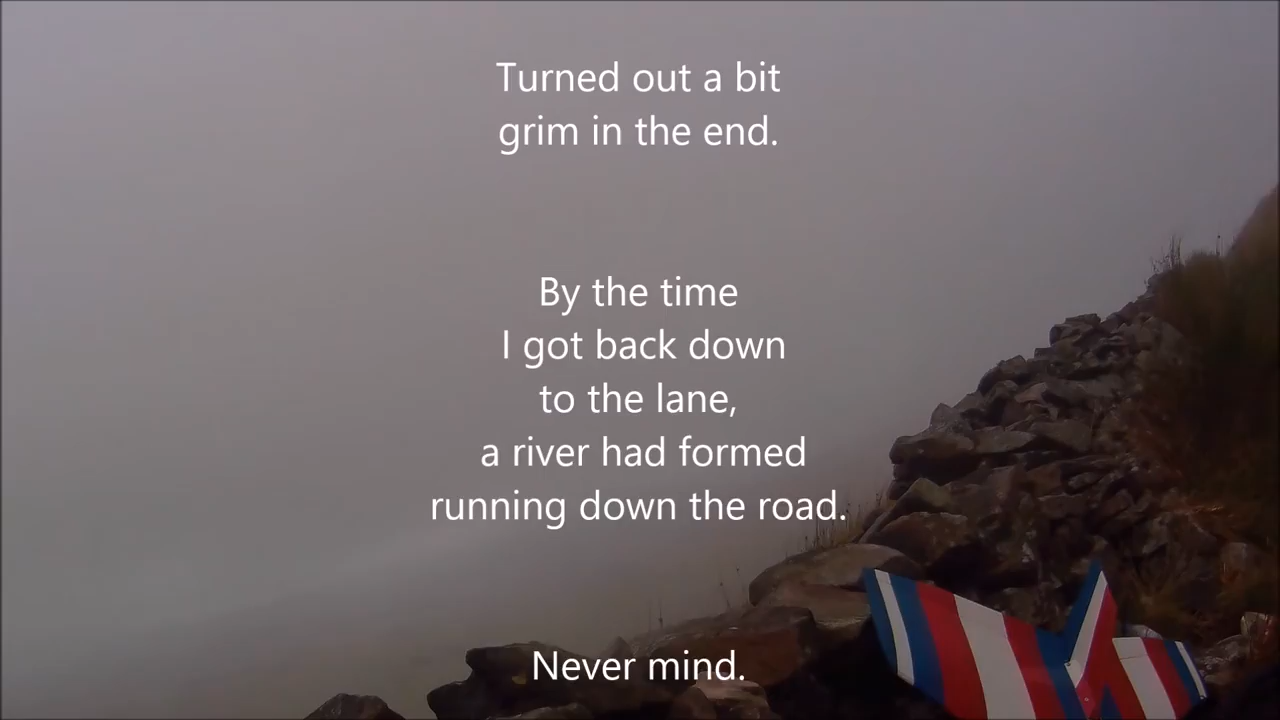 Turned out a bit
grim in the end.
By the time
I got back down
to the lane,
a river had formed
running down the road.
Never mind.